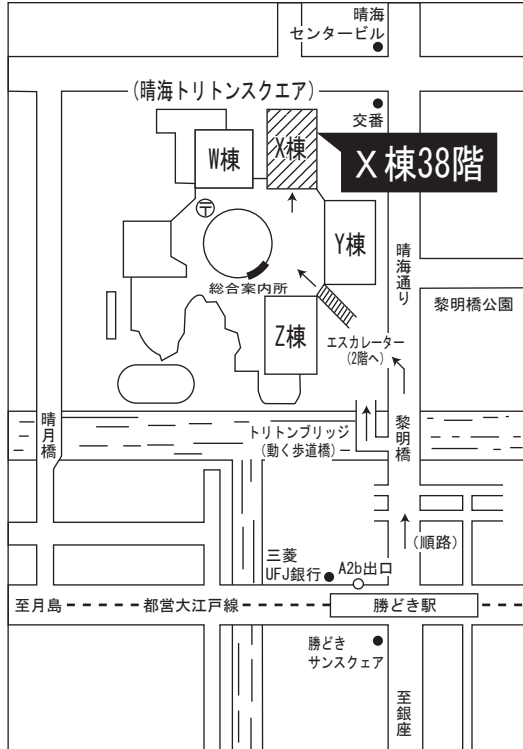 晴海
センタービル
(晴海トリトンスクエア)
交番
W棟
X棟
X棟38階
〒
Y棟
晴海通り
総合案内所
黎明橋公園
Z棟
エスカレーター
(2階へ)
晴月橋
トリトンブリッジ
(動く歩道橋)
黎明橋
(順路)
三菱
UFJ銀行
A2b出口
至月島
都営大江戸線
勝どき駅
勝どき
サンスクェア
至銀座